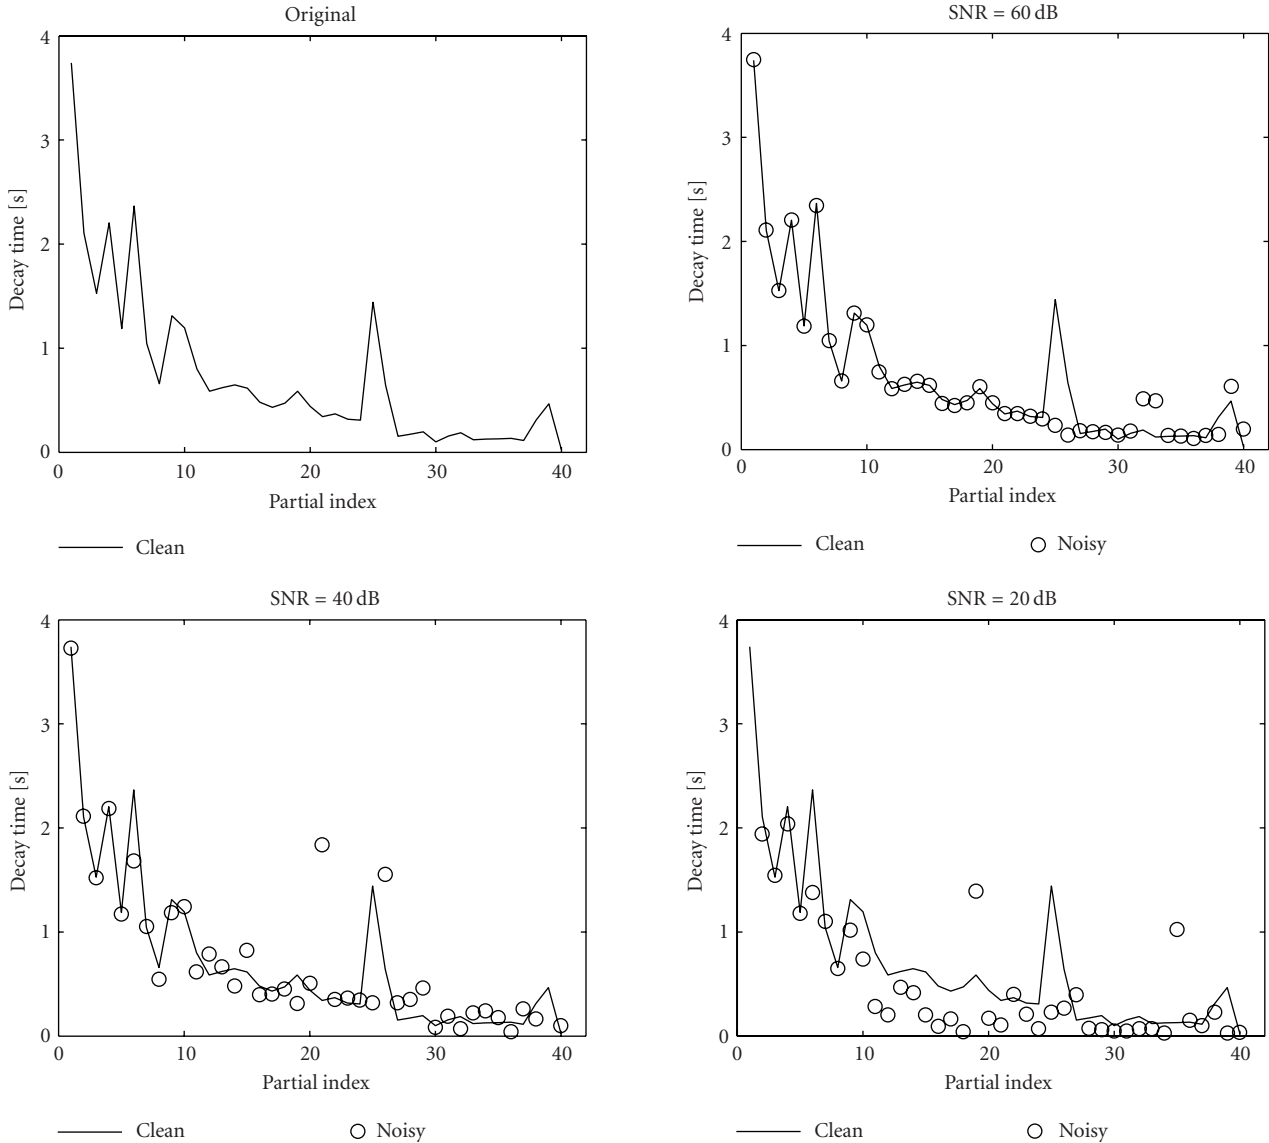 Original
4
3
2
1
0
0 10 20 30 40
Decay time [s]
Partial index
Clean
SNR = 60 dB
4
3
2
1
0
0 10 20 30 40
Decay time [s]
Partial index
Clean Noisy
SNR = 40 dB
4
3
2
1
0
0 10 20 30 40
Decay time [s]
Partial index
Clean Noisy
SNR = 20 dB
4
3
2
1
0
0 10 20 30 40
Decay time [s]
Partial index
Clean Noisy